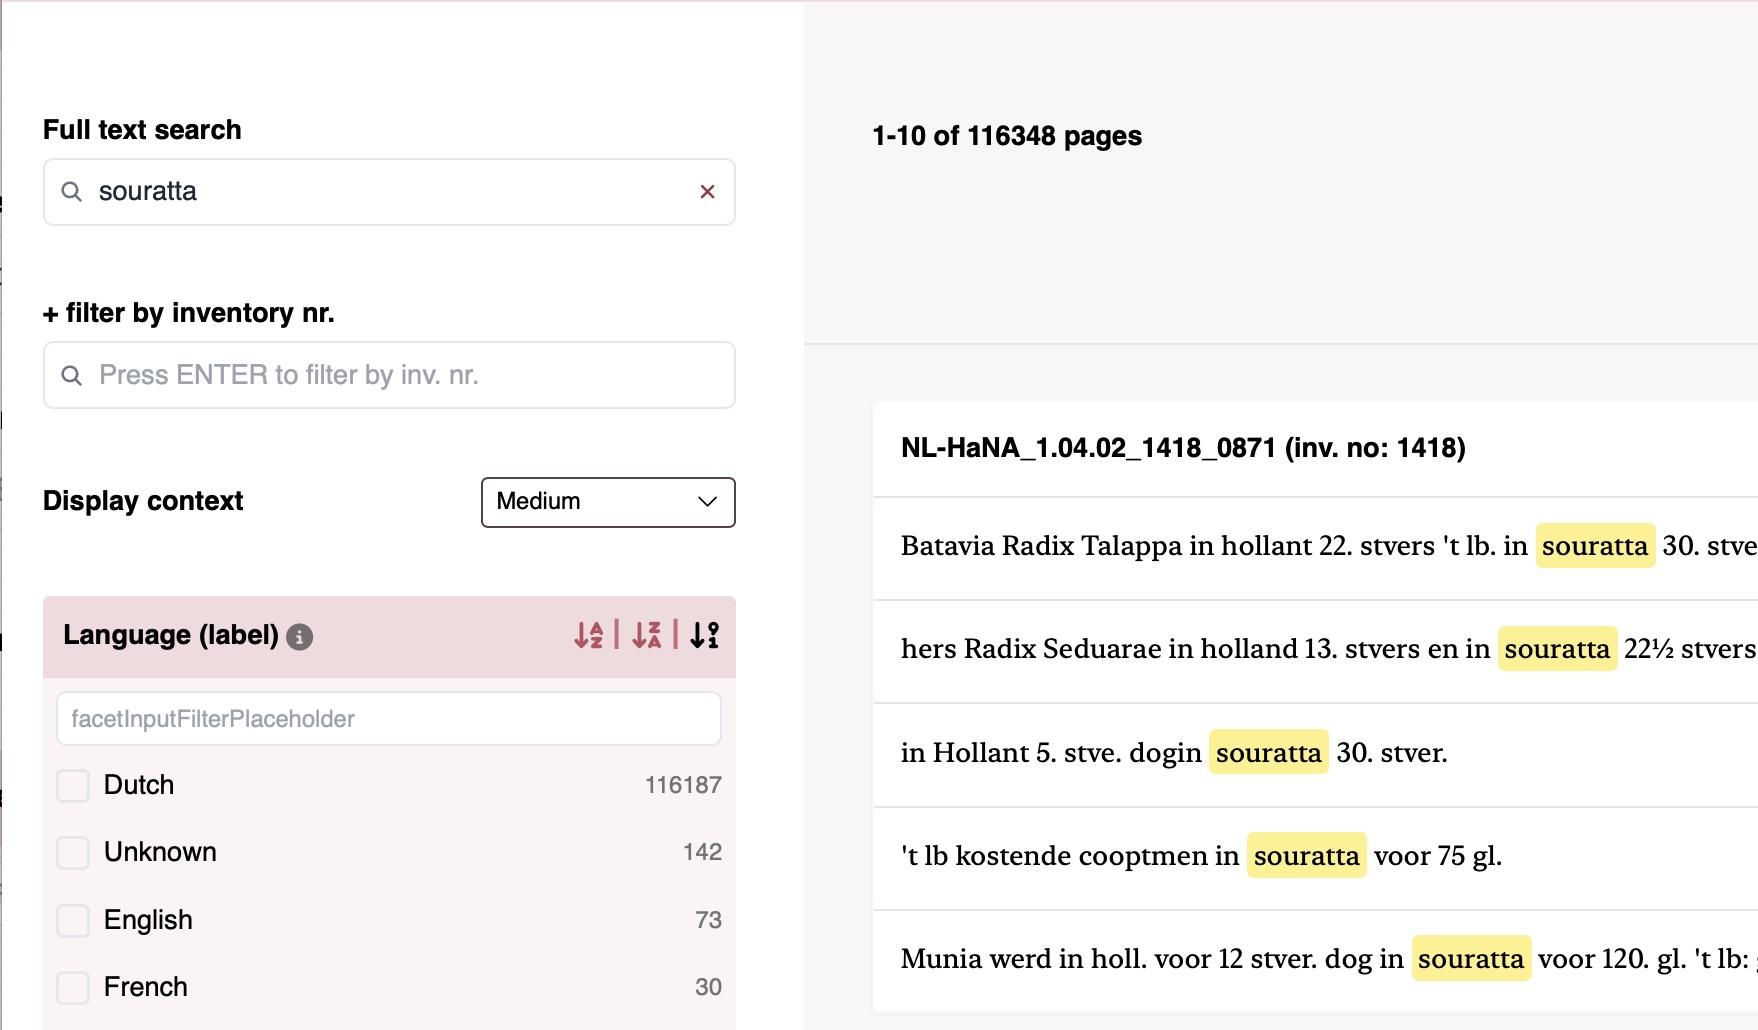 Full text search
souratta
+ filter by inventory nr.
Press ENTER to filter by inv. nr.
Display context
Medium
Language (label)
facetInputFilterPlaceholder
Dutch 116187
Unknown 142
English 73
French 30
1-10 of 116348 pages
NL-HaNA_1.04.02_1418_0871 (inv. no: 1418)
Batavia Radix Talappa in hollant 22. stvers 't lb. in souratta 30.
hers Radix Seduarae in holland 13. stvers en in souratta 22½ stvers
in Hollant 5. stve. dogin souratta 30. stver.
't lb kostende cooptmen in souratta voor 75 gl.
Munia werd in holl. voor 12 stver. dog in souratta voor 120. gl. 't lb: